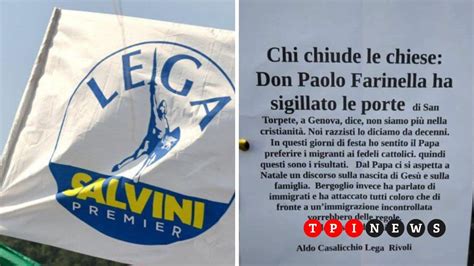 LEGA
SALVINI
PREMIER
Chi chiude le chiese:
Don Paolo Farinella ha
sigillato le porte di San
Torpete, a Genova, dice, non siamo più nella
cristianità. Noi razzisti lo diciamo da decenni.
In questi giorni di festa ho sentito il Papa
preferire i migranti ai fedeli cattolici. quindi
questi sono i risultati. Dal Papa ci si aspetta a
Natale un discorso sulla nascita di Gesù e sulla
famiglia. Bergoglio invece ha parlato di
immigrati e ha attaccato tutti coloro che di
fronte a un'immigrazione incontrollata
vorrebbero delle regole.
Aldo Casalicchio Lega Rivoli
TPI NEWS